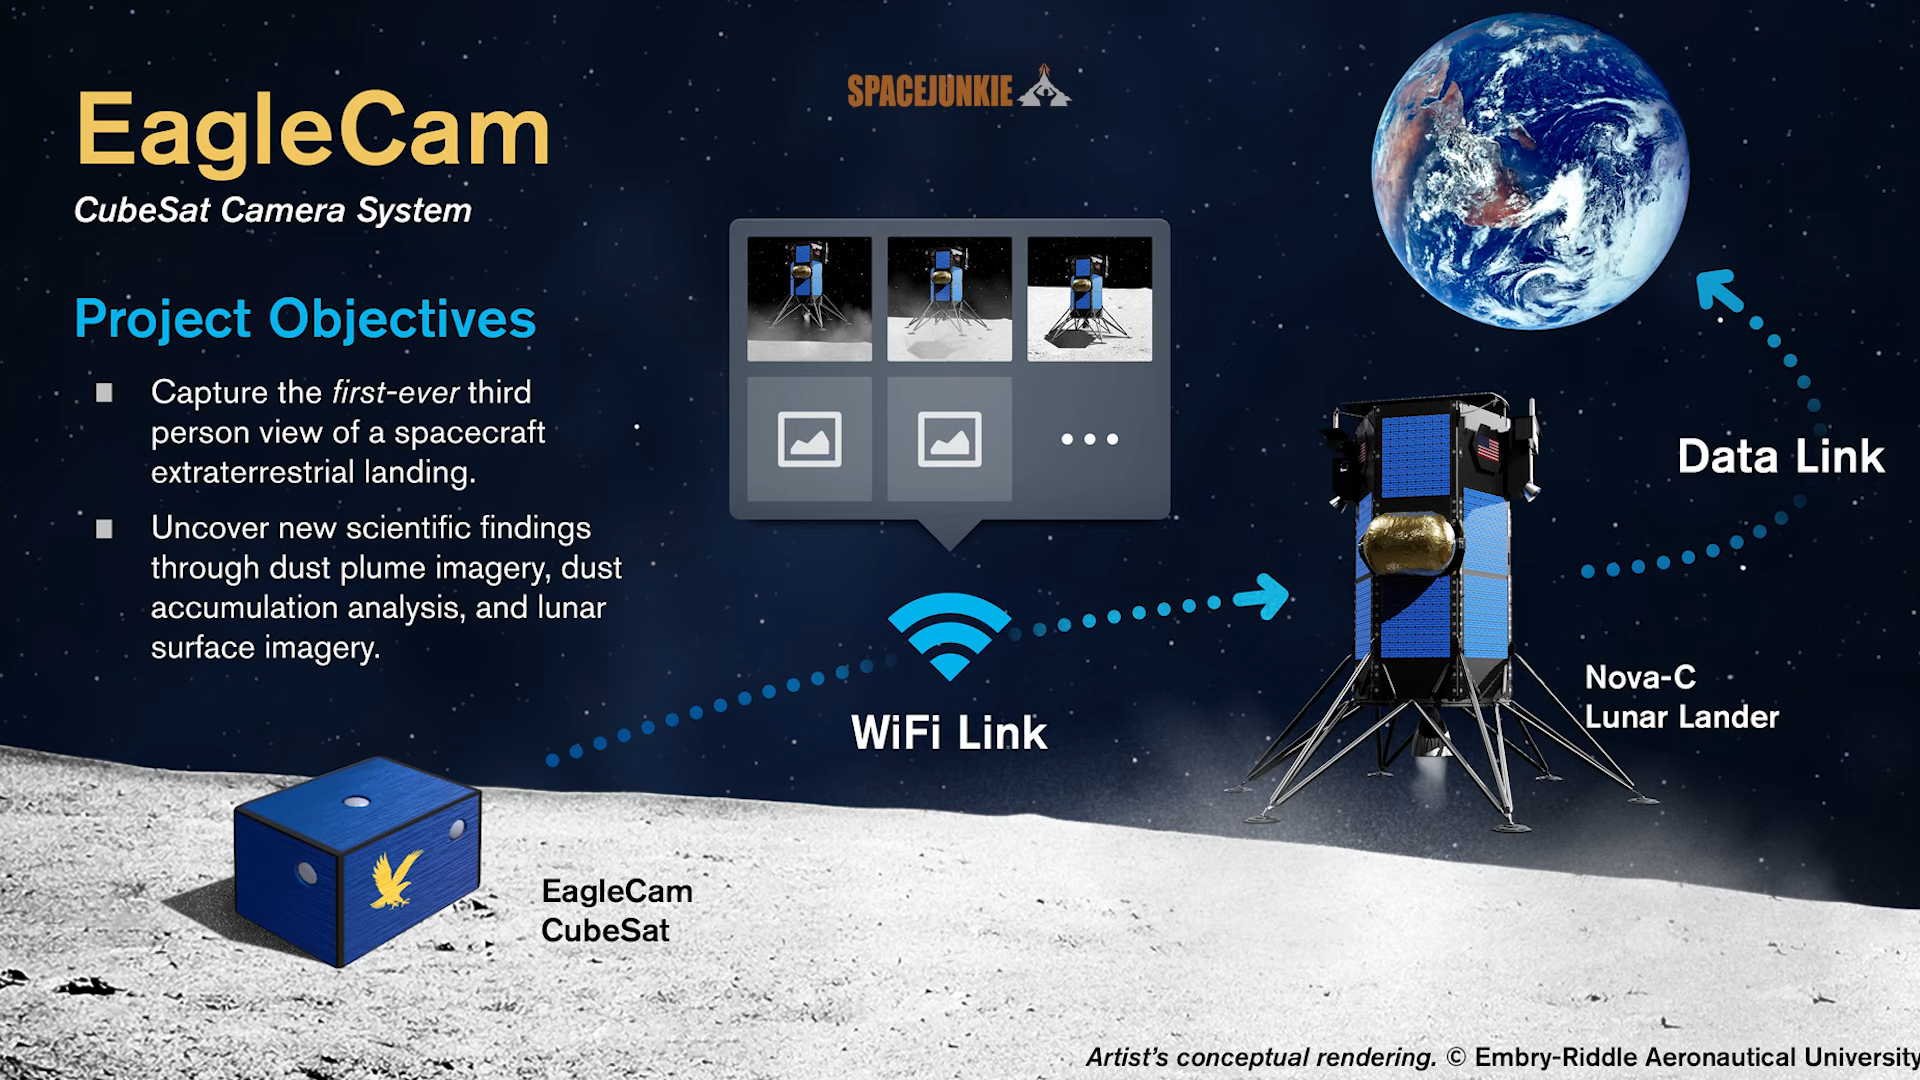 SPACEJUNKIE
EagleCam
CubeSat Camera System
Project Objectives
Capture the first-ever third
person view of a spacecraft
extraterrestrial landing.
Uncover new scientific findings
through dust plume imagery, dust
accumulation analysis, and lunar
surface imagery.
WiFi Link
Data Link
Nova-C
Lunar Lander
EagleCam
CubeSat
Artist's conceptual rendering. © Embry-Riddle Aeronautical University